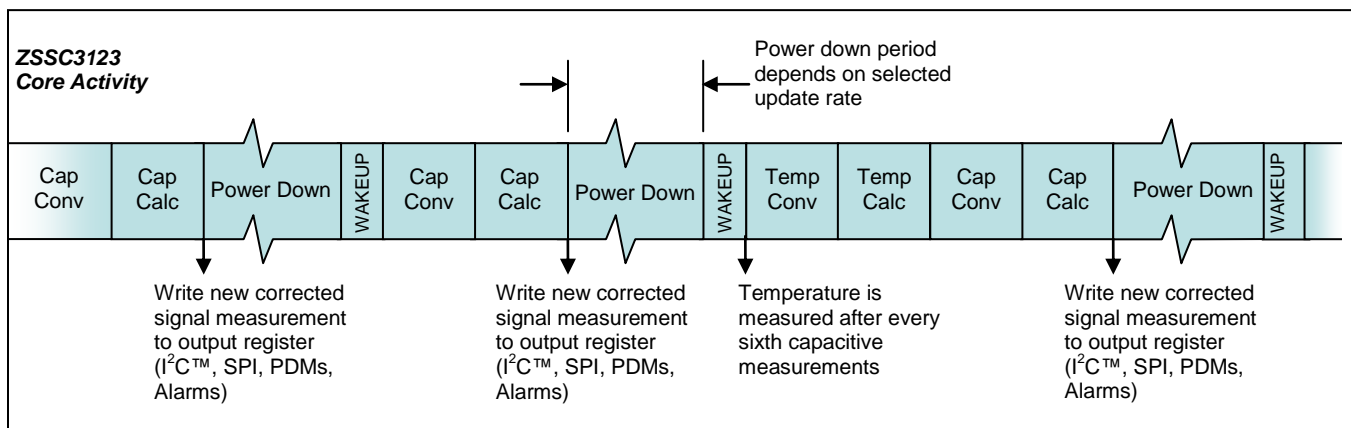 ZSSC3123
Core Activity
Power down period
depends on selected
update rate
Cap
Conv
Cap
Calc
Power Down
WAKEUP
Cap
Conv
Cap
Calc
Power Down
WAKEUP
Temp
Conv
Temp
Calc
Cap
Conv
Cap
Calc
Power Down
WAKEUP
Write new corrected
signal measurement
to output register
(I²C™, SPI, PDMs,
Alarms)
Write new corrected
signal measurement
to output register
(I²C™, SPI, PDMs,
Alarms)
Temperature is
measured after every
sixth capacitive
measurements
Write new corrected
signal measurement
to output register
(I²C™, SPI, PDMs,
Alarms)